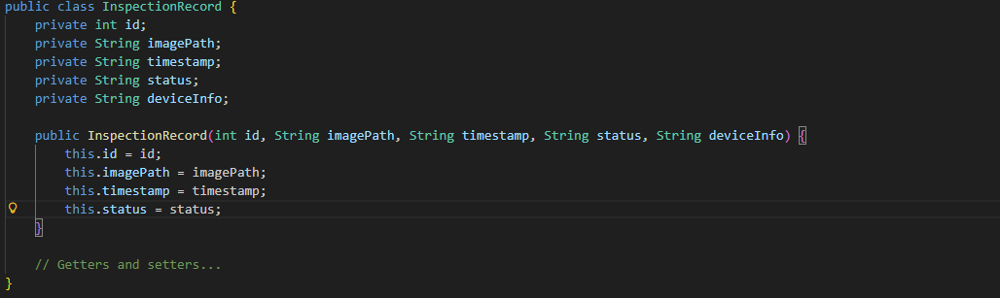 public class InspectionRecord {
    private int id;
    private String imagePath;
    private String timestamp;
    private String status;
    private String deviceInfo;
    public InspectionRecord(int id, String imagePath, String timestamp, String status, String deviceInfo) {
        this.id = id;
        this.imagePath = imagePath;
        this.timestamp = timestamp;
        this.status = status;
    }
    // Getters and setters...
}